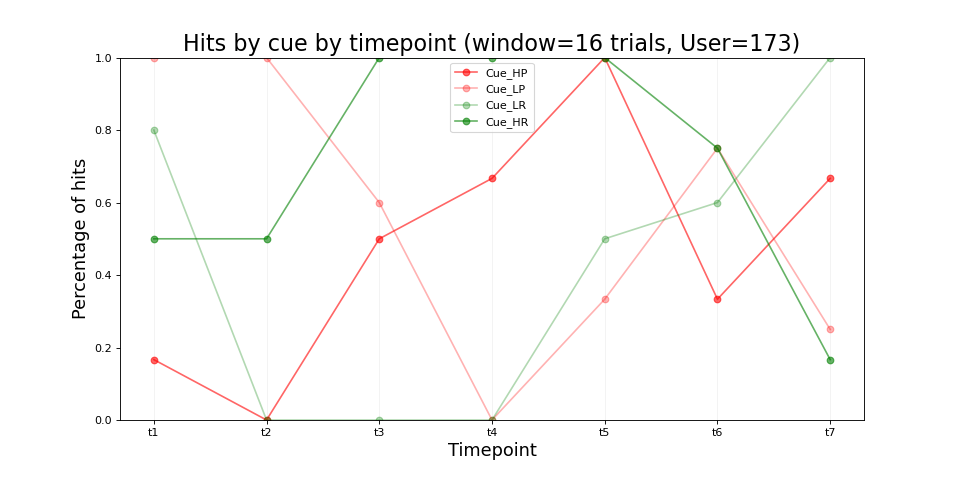 Hits by cue by timepoint (window=16 trials, User=173)
Percentage of hits
1.0
0.8
0.6
0.4
0.2
0.0
Cue_HP
Cue_LP
Cue_LR
Cue_HR
t1 t2 t3 t4 t5 t6 t7
Timepoint